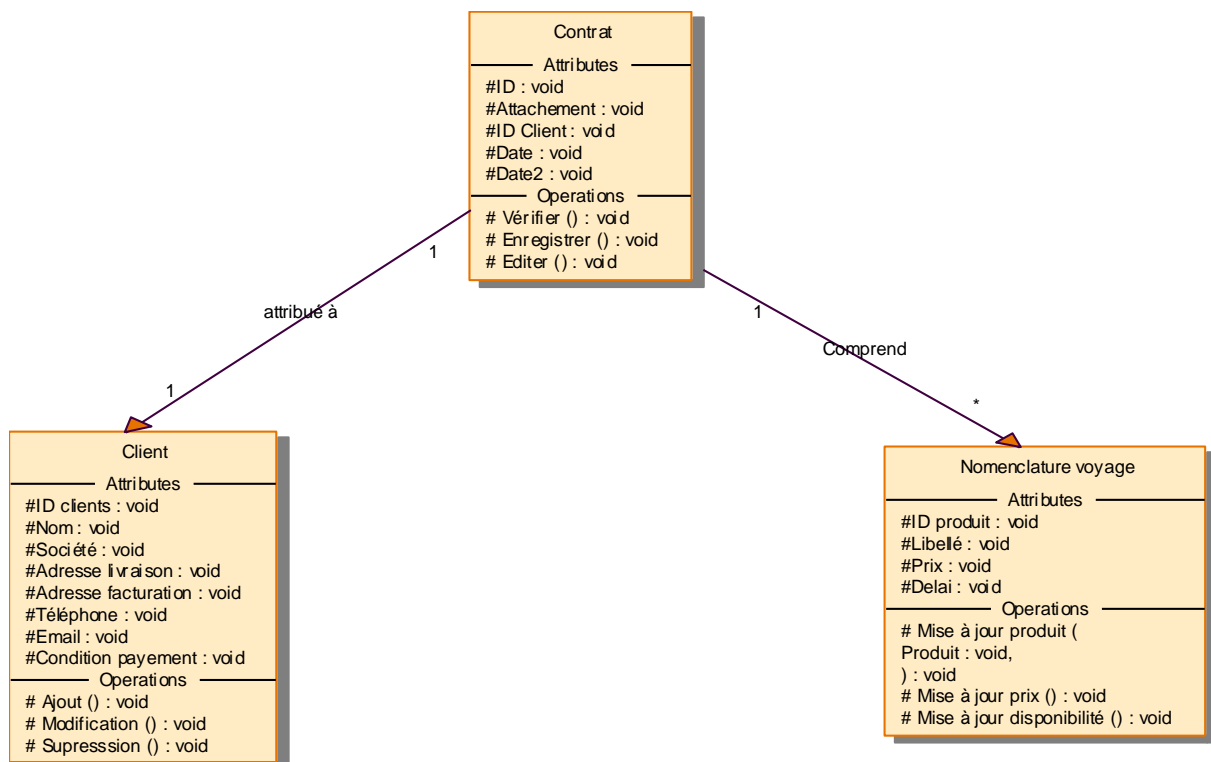 Contrat
Attributes
#ID : void
#Attachement : void
#ID Client : void
#Date : void
#Date2 : void
Operations
# Vérifier () : void
# Enregistrer () : void
# Editer () : void
1
attribué à
1
1
Comprend
*
Client
Attributes
#ID clients : void
#Nom : void
#Société : void
#Adresse livraison : void
#Adresse facturation : void
#Téléphone : void
#Email : void
#Condition payement : void
Operations
# Ajout () : void
# Modification () : void
# Supresssion () : void
Nomenclature voyage
Attributes
#ID produit : void
#Libellé : void
#Prix : void
#Delai : void
Operations
# Mise à jour produit (
Produit : void,
) : void
# Mise à jour prix () : void
# Mise à jour disponibilité () : void